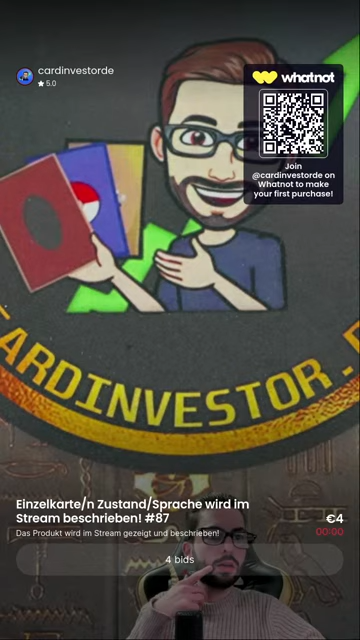 cardinvestorde
5.0
whatnot
Join
@cardinvestorde on
Whatnot to make
your first purchase!
CARDINVESTOR.
Einzelkarte/n Zustand/Sprache wird im
Stream beschrieben! #87
€4
Das Produkt wird im Stream gezeigt und beschrieben!
00:00
4 bids